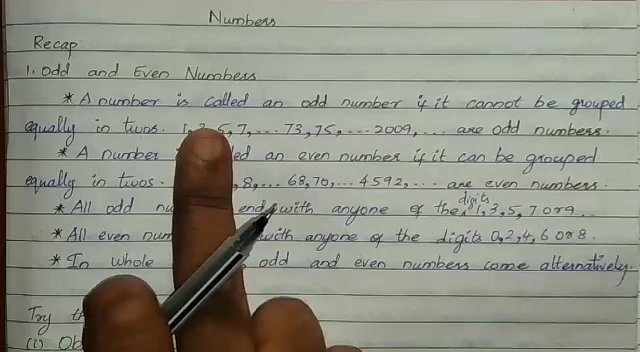 Numbers
Recap
1. Odd and Even Numbers
* A number is called an odd number if it cannot be grouped
equally in twos. 1, 3, 5, 7, ... 73, 75, ... 2009, ... are odd numbers.
* A number an even number if it can be grouped
equally in twos. 8, ... 68, 70, ... 4592, ... are even numbers.
* All odd end with anyone of the digits 1, 3, 5, 7 or 9.
* All even with anyone of the digits 0, 2, 4, 6 or 8.
* In whole odd and even numbers come alternatively.
Try
(i)